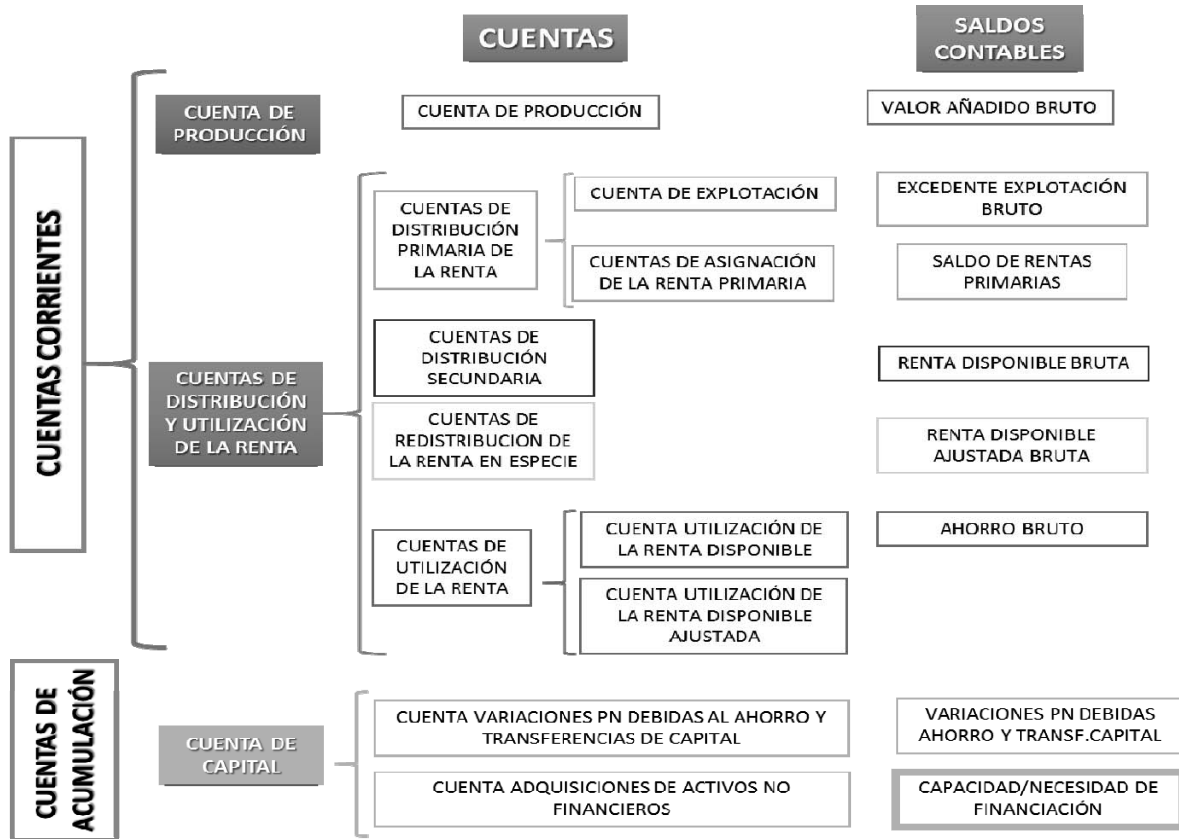 CUENTAS
SALDOS
CONTABLES
CUENTAS CORRIENTES
CUENTA DE
PRODUCCIÓN
CUENTA DE PRODUCCIÓN
VALOR AÑADIDO BRUTO
CUENTAS DE
DISTRIBUCIÓN
Y UTILIZACIÓN
DE LA RENTA
CUENTAS DE
DISTRIBUCIÓN
PRIMARIA DE
LA RENTA
CUENTA DE EXPLOTACIÓN
EXCEDENTE EXPLOTACIÓN
BRUTO
CUENTAS DE ASIGNACIÓN
DE LA RENTA PRIMARIA
SALDO DE RENTAS
PRIMARIAS
CUENTAS DE
DISTRIBUCIÓN
SECUNDARIA
RENTA DISPONIBLE BRUTA
CUENTAS DE
REDISTRIBUCION DE
LA RENTA EN ESPECIE
RENTA DISPONIBLE
AJUSTADA BRUTA
CUENTAS DE
UTILIZACIÓN
DE LA RENTA
CUENTA UTILIZACIÓN DE
LA RENTA DISPONIBLE
AHORRO BRUTO
CUENTA UTILIZACIÓN DE
LA RENTA DISPONIBLE
AJUSTADA
CUENTAS DE
ACUMULACIÓN
CUENTA DE
CAPITAL
CUENTA VARIACIONES PN DEBIDAS AL AHORRO Y
TRANSFERENCIAS DE CAPITAL
VARIACIONES PN DEBIDAS
AHORRO Y TRANSF.CAPITAL
CUENTA ADQUISICIONES DE ACTIVOS NO
FINANCIEROS
CAPACIDAD/NECESIDAD DE
FINANCIACIÓN